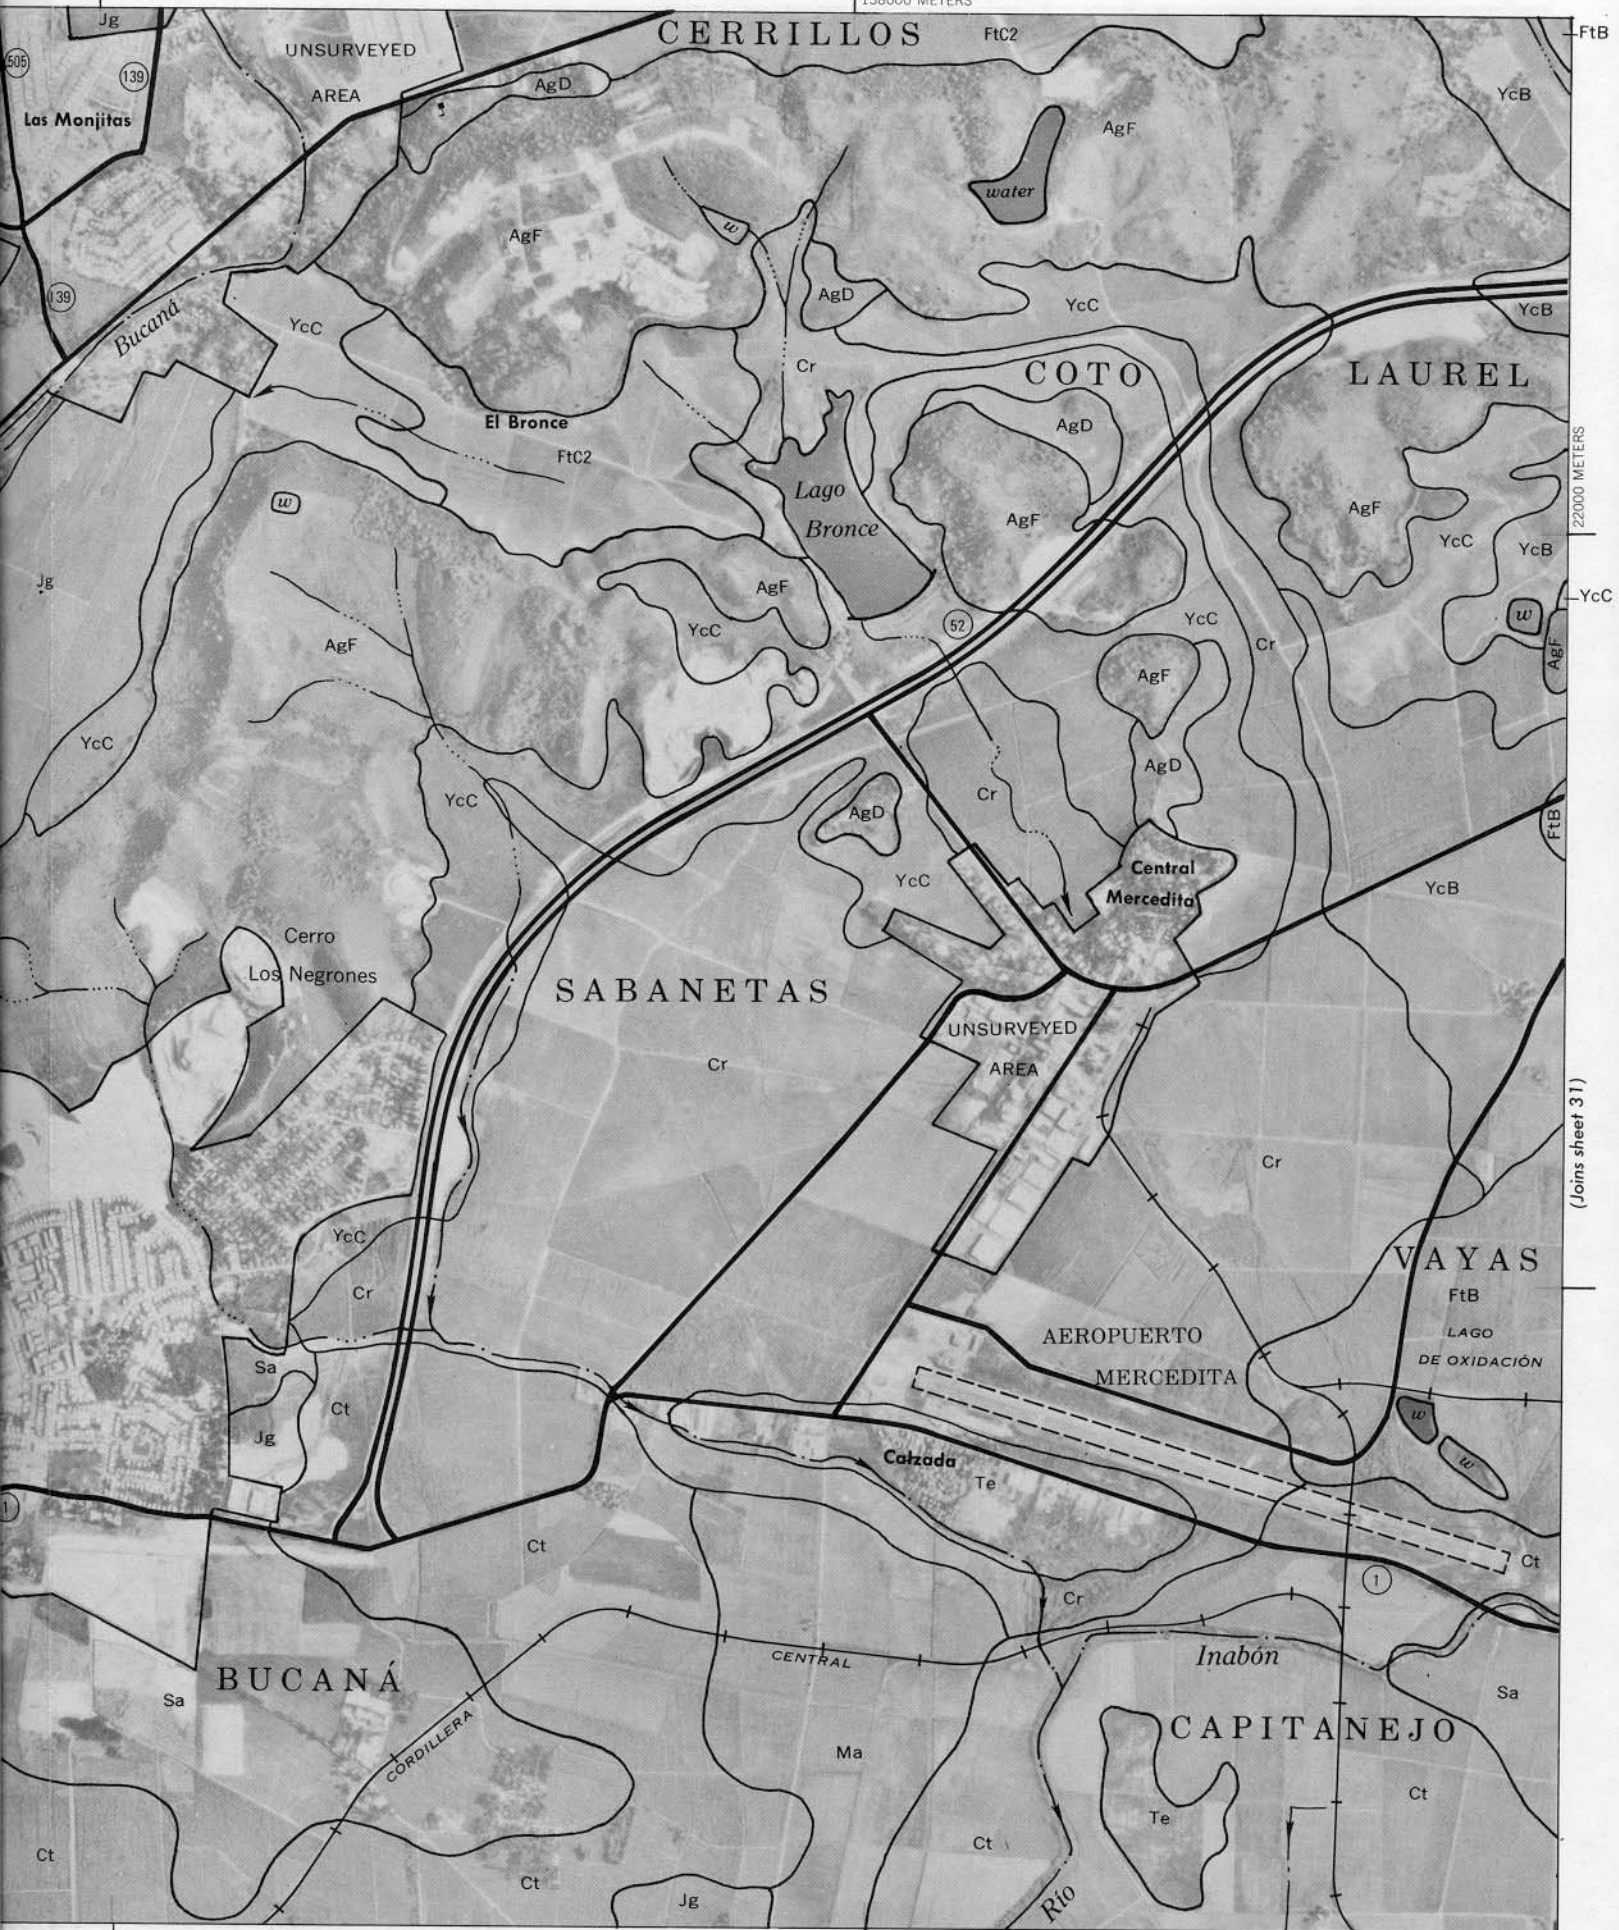 138000 METERS
Jg
CERRILLOS
FtC2
FtB
505
139
UNSURVEYED
AREA
AgD
YcB
Las Monjitas
AgF
water
w
AgF
139
Bucaná
YcC
AgD
YcC
YcB
Cr
COTO
LAUREL
El Bronce
AgD
FtC2
22000 METERS
Lago
Bronce
w
AgF
AgF
YcC
YcB
Jg
AgF
YcC
w
YcC
52
YcC
Cr
AgF
AgF
AgF
YcC
AgD
Cr
YcC
AgD
FtB
Central
Mercedita
YcC
YcB
Cerro
Los Negrones
SABANETAS
UNSURVEYED
AREA
Cr
(Joins sheet 31)
Cr
YcC
VAYAS
Cr
FtB
LAGO
DE OXIDACIÓN
AEROPUERTO
MERCEDITA
Sa
Ct
Jg
w
w
Calzada
Te
1
Ct
Ct
1
Cr
CENTRAL
Inabón
BUCANÁ
Sa
Sa
CORDILLERA
CAPITANEJO
Ma
Ct
Te
Ct
Ct
Ct
Jg
Río